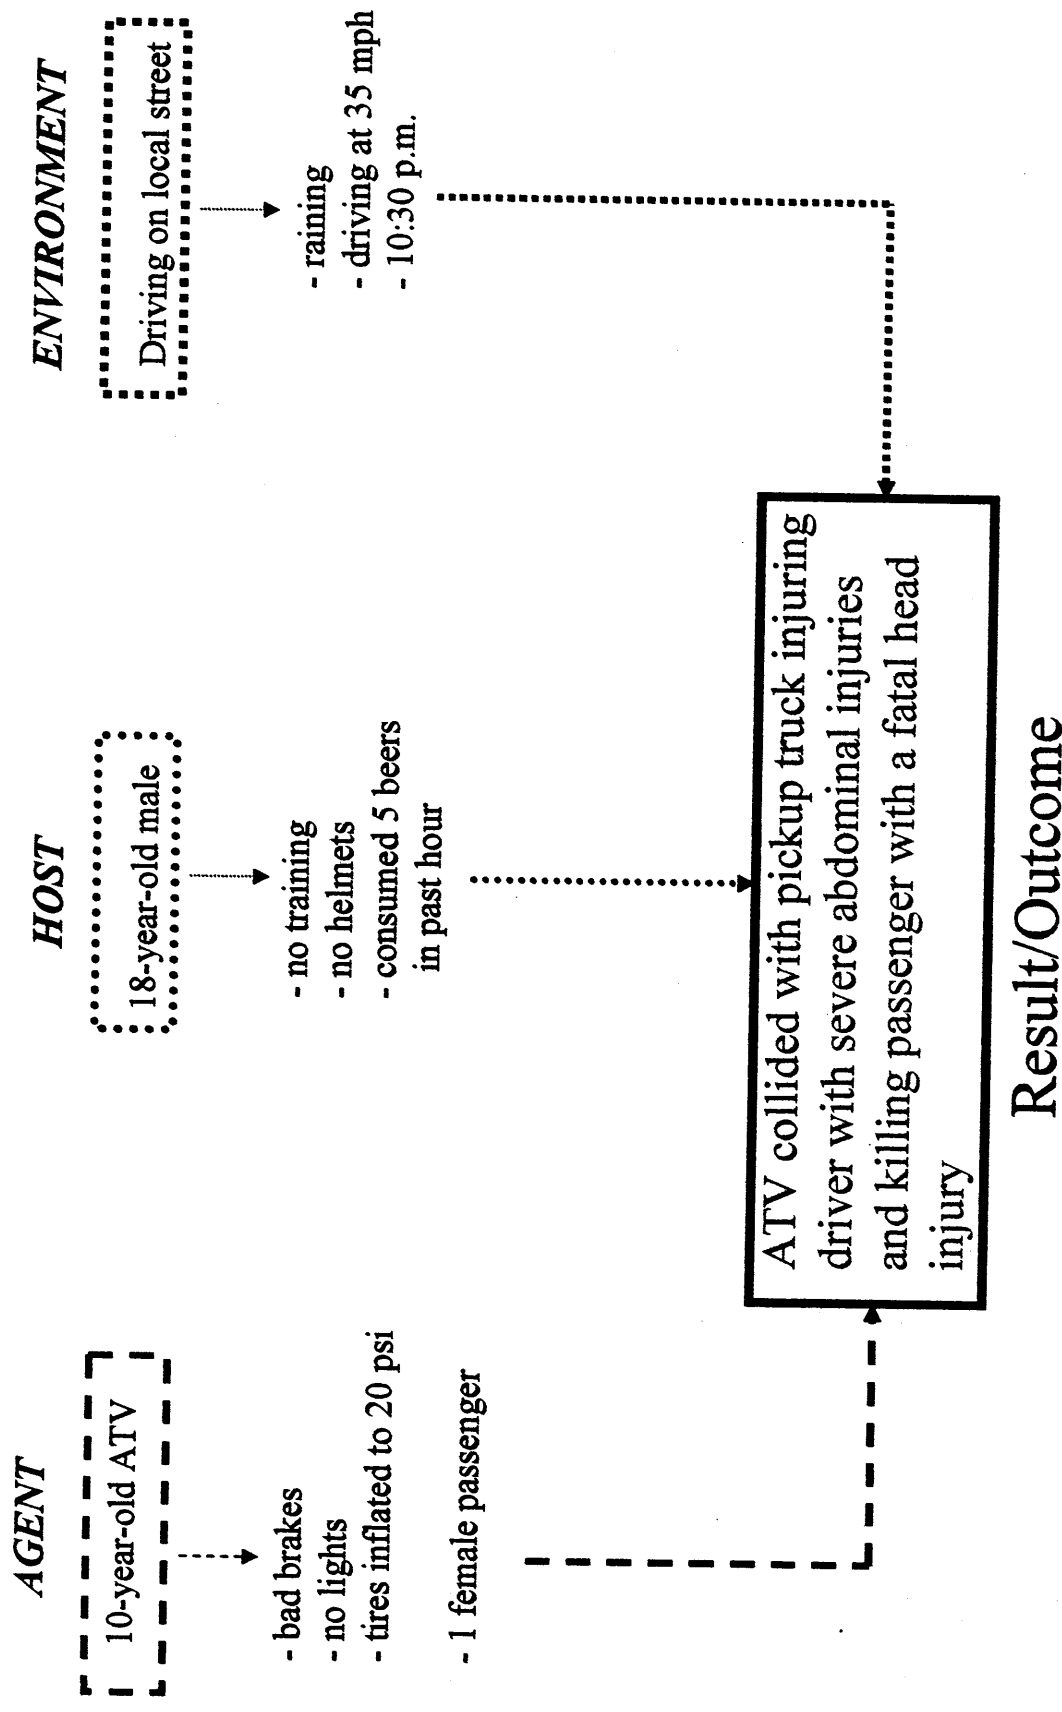 AGENT
10-year-old ATV
- bad brakes
- no lights
- tires inflated to 20 psi
- 1 female passenger
HOST
18-year-old male
- no training
- no helmets
- consumed 5 beers
in past hour
ENVIRONMENT
Driving on local street
- raining
- driving at 35 mph
- 10:30 p.m.
ATV collided with pickup truck injuring
driver with severe abdominal injuries
and killing passenger with a fatal head
injury
Result/Outcome